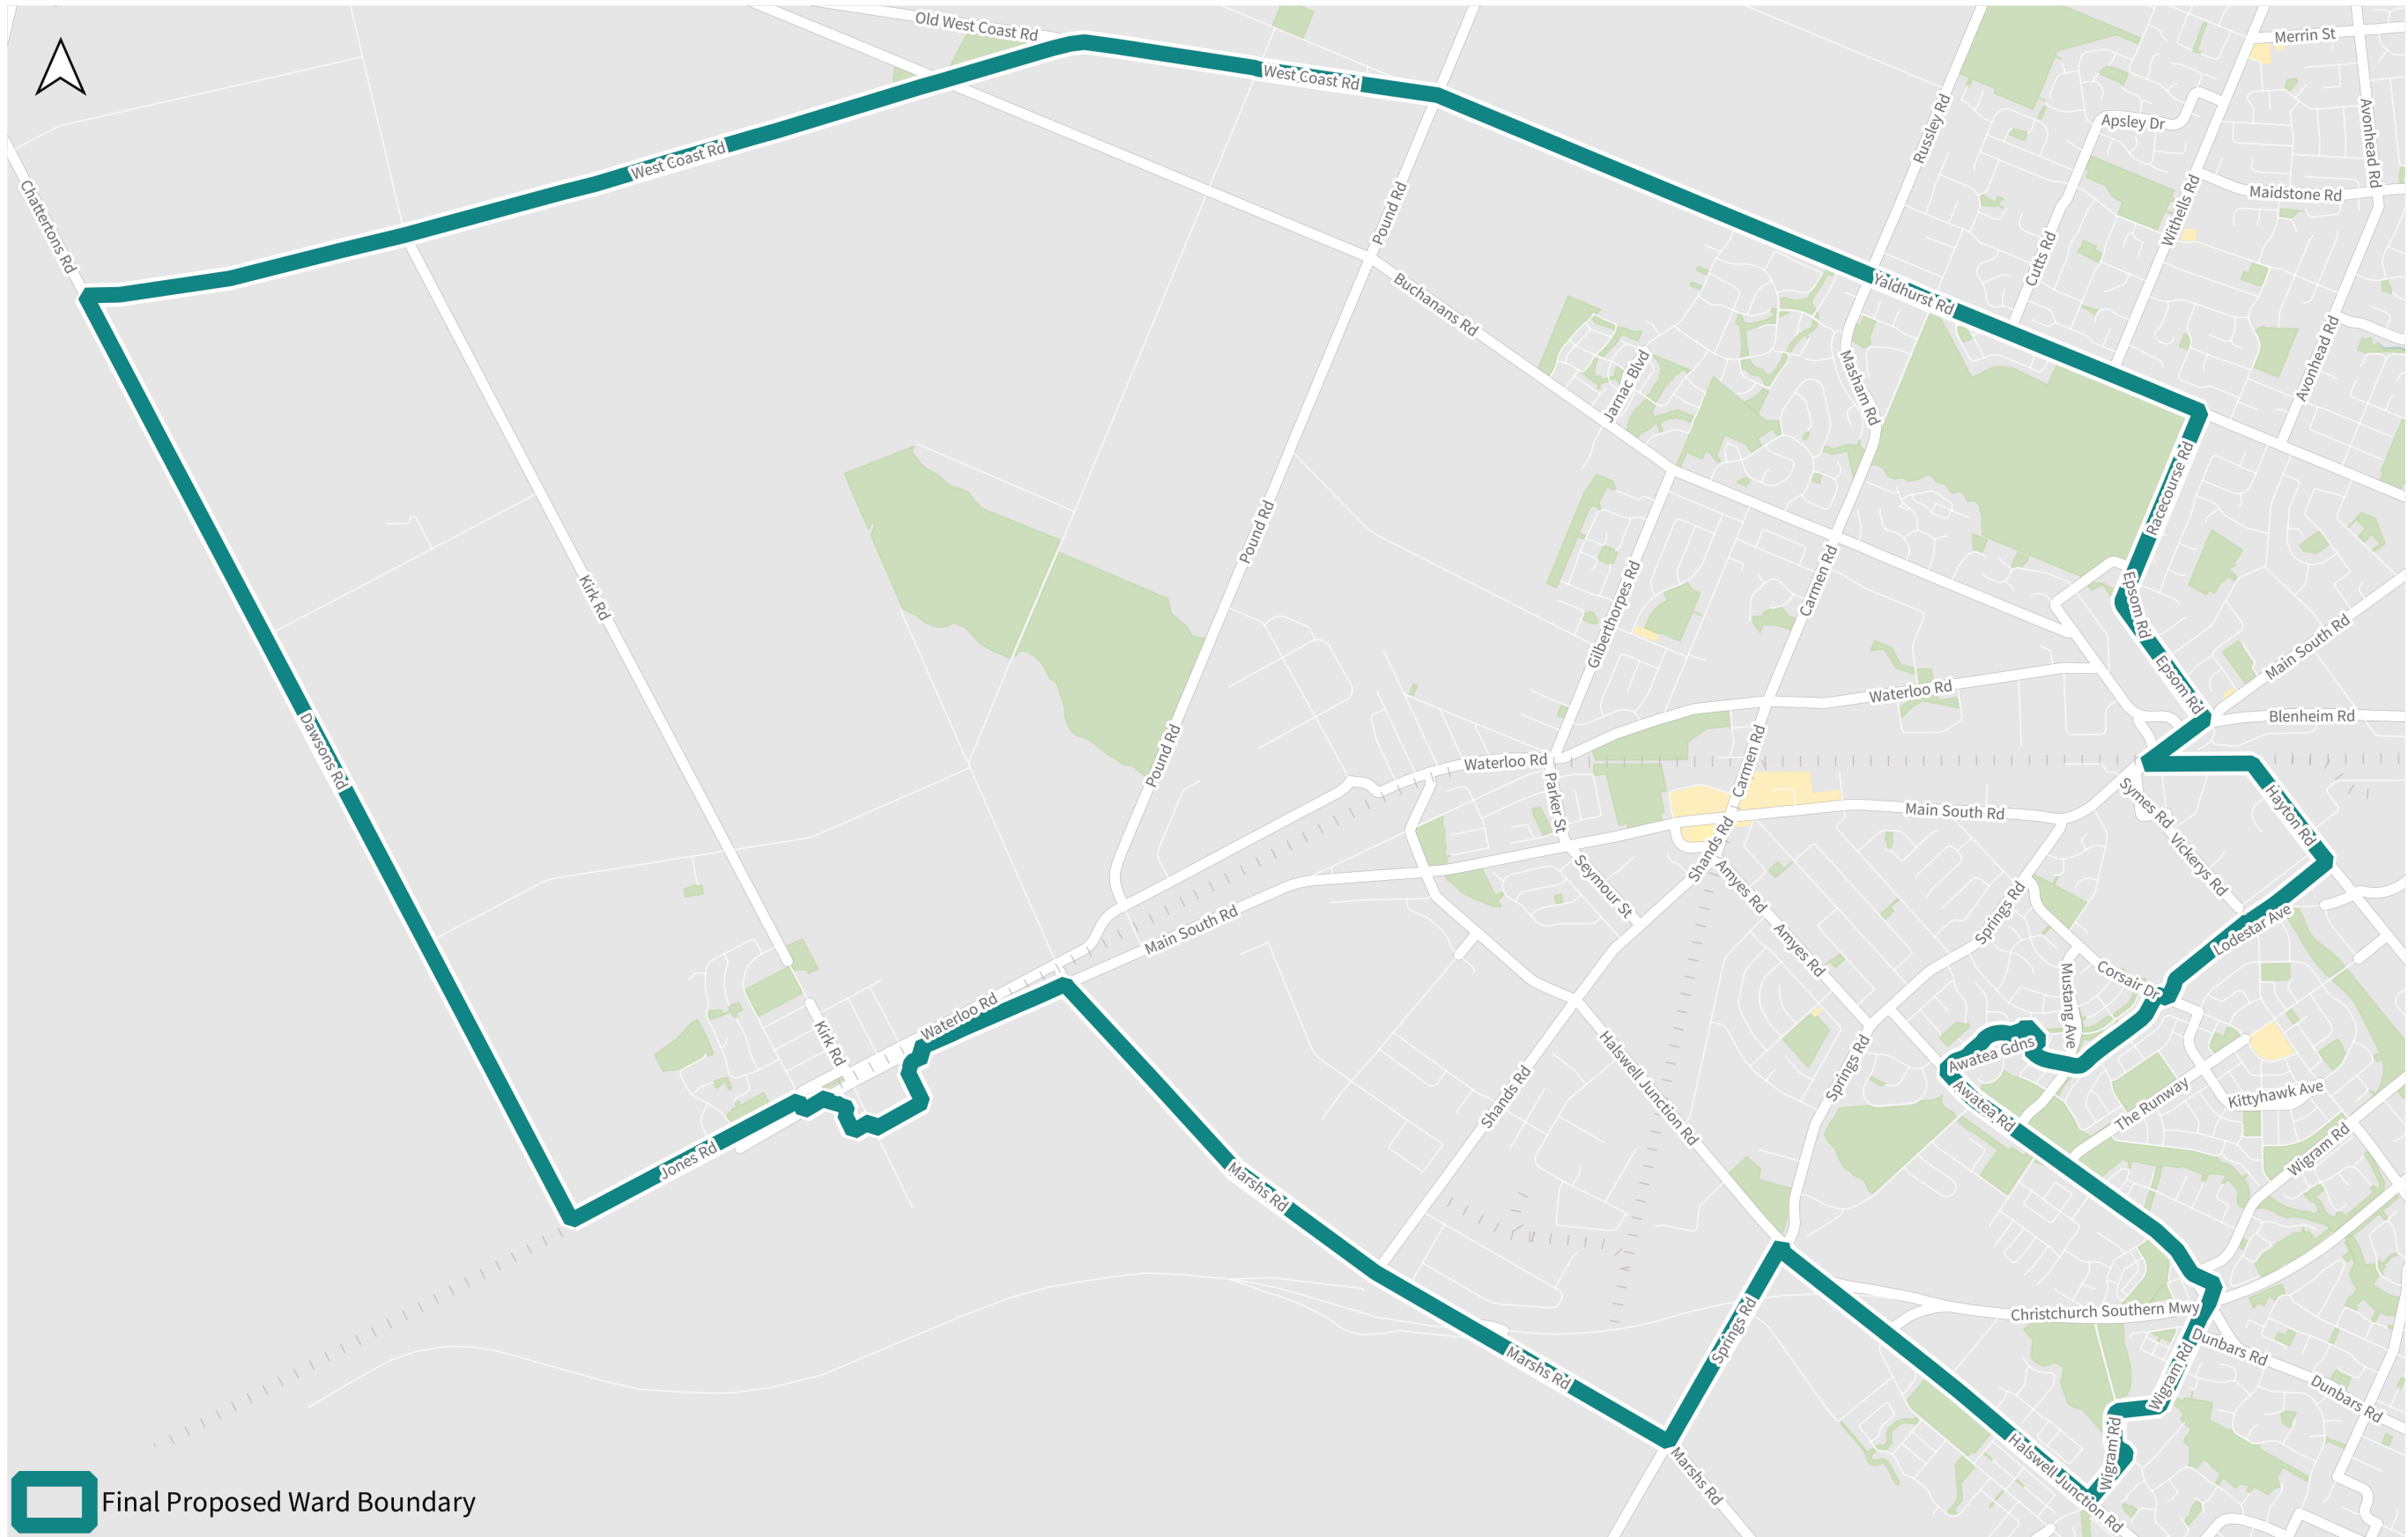 Old West Coast Rd
Merrin St
West Coast Rd
Avonhead Rd
Russley Rd
Apsley Dr
West Coast Rd
Chattertons Rd
Pound Rd
Withells Rd
Maidstone Rd
Cutts Rd
Yaldhurst Rd
Buchanans Rd
Jarnac Blvd
Masham Rd
Avonhead Rd
Racecourse Rd
Pound Rd
Carmen Rd
Kirk Rd
Gilberthorpes Rd
Epsom Rd
Main South Rd
Epsom Rd
Waterloo Rd
Blenheim Rd
Dawsons Rd
Pound Rd
Waterloo Rd
Carmen Rd
Parker St
Main South Rd
Symes Rd
Hayton Rd
Shands Rd
Vickerys Rd
Seymour St
Amyes Rd
Main South Rd
Springs Rd
Lodestar Ave
Amyes Rd
Corsair Dr
Mustang Ave
Waterloo Rd
Kirk Rd
Awatea Gdns
Halswell Junction Rd
Springs Rd
Shands Rd
Awatea Rd
The Runway
Kittyhawk Ave
Wigram Rd
Jones Rd
Marshs Rd
Christchurch Southern Mwy
Springs Rd
Dunbars Rd
Marshs Rd
Wigram Rd
Dunbars Rd
Wigram Rd
Halswell Junction Rd
Marshs Rd
Final Proposed Ward Boundary